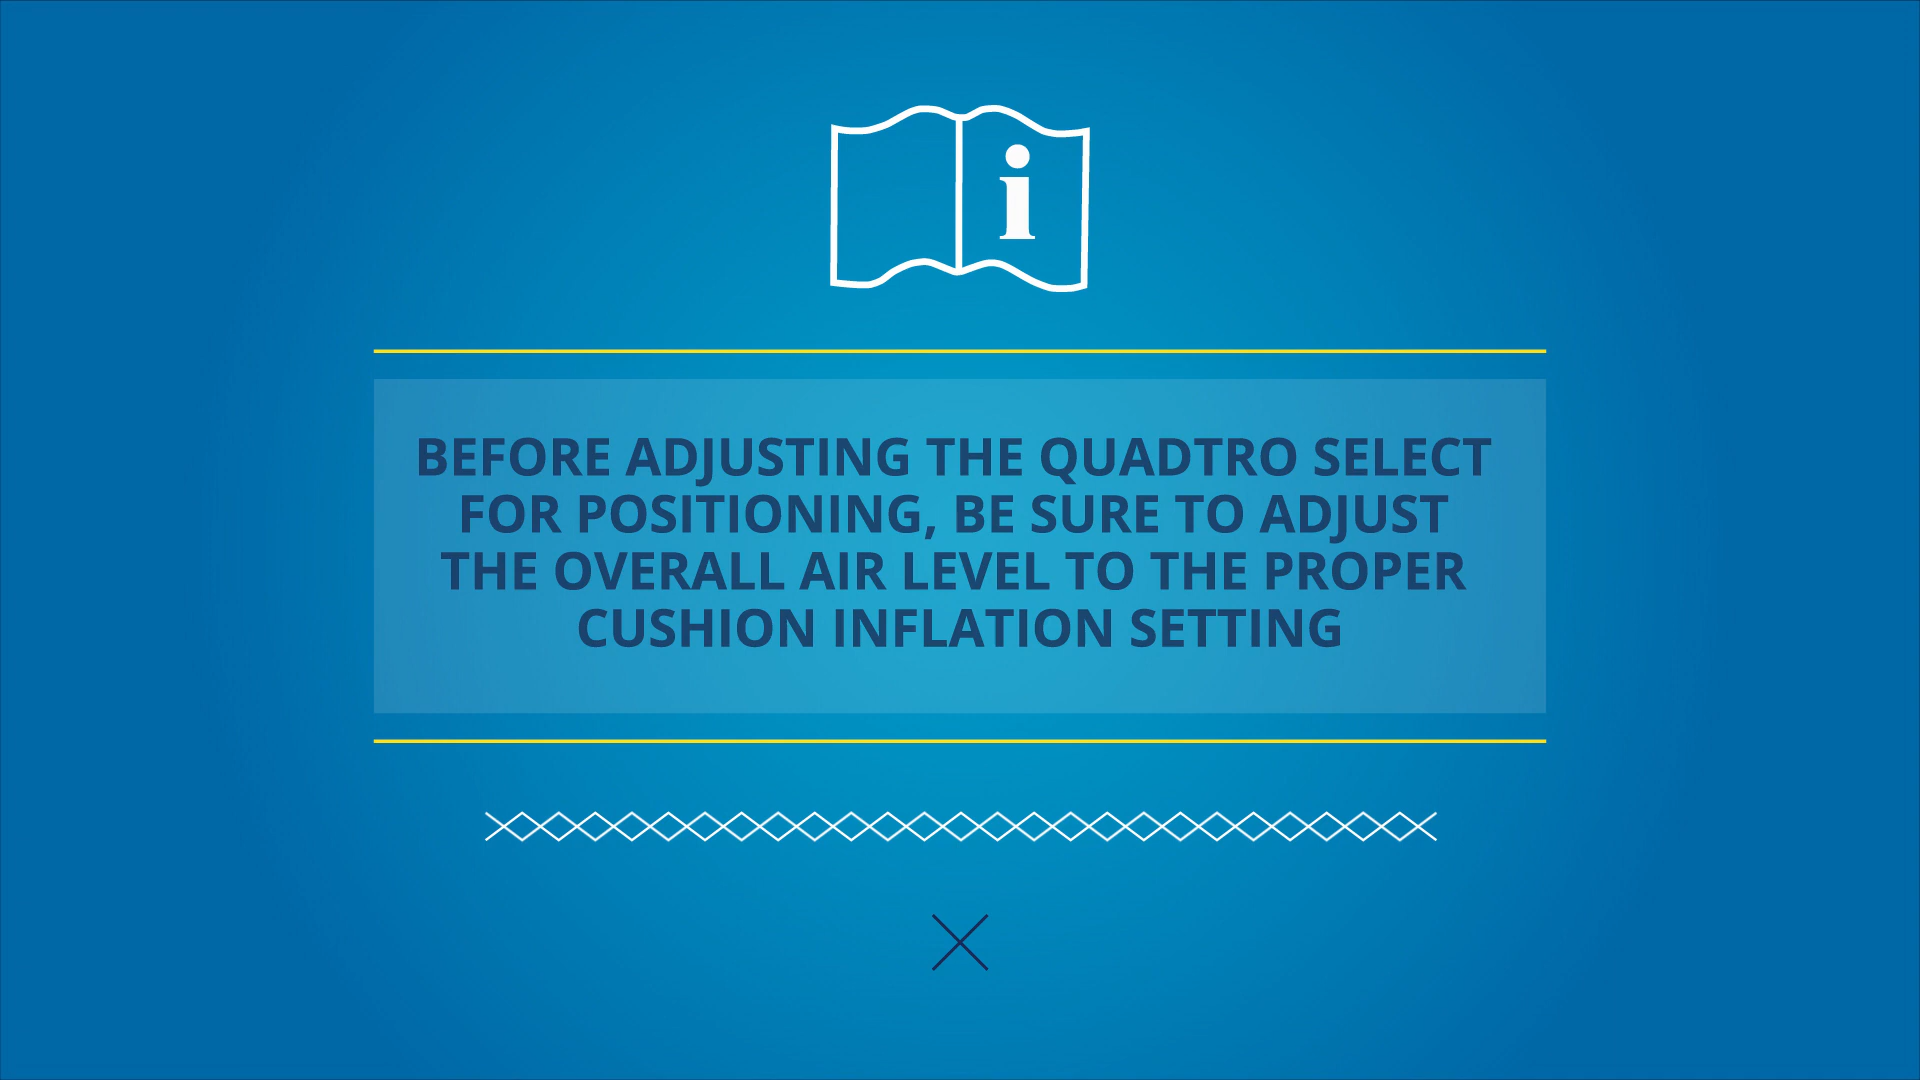 i
BEFORE ADJUSTING THE QUADTRO SELECT
FOR POSITIONING, BE SURE TO ADJUST
THE OVERALL AIR LEVEL TO THE PROPER
CUSHION INFLATION SETTING